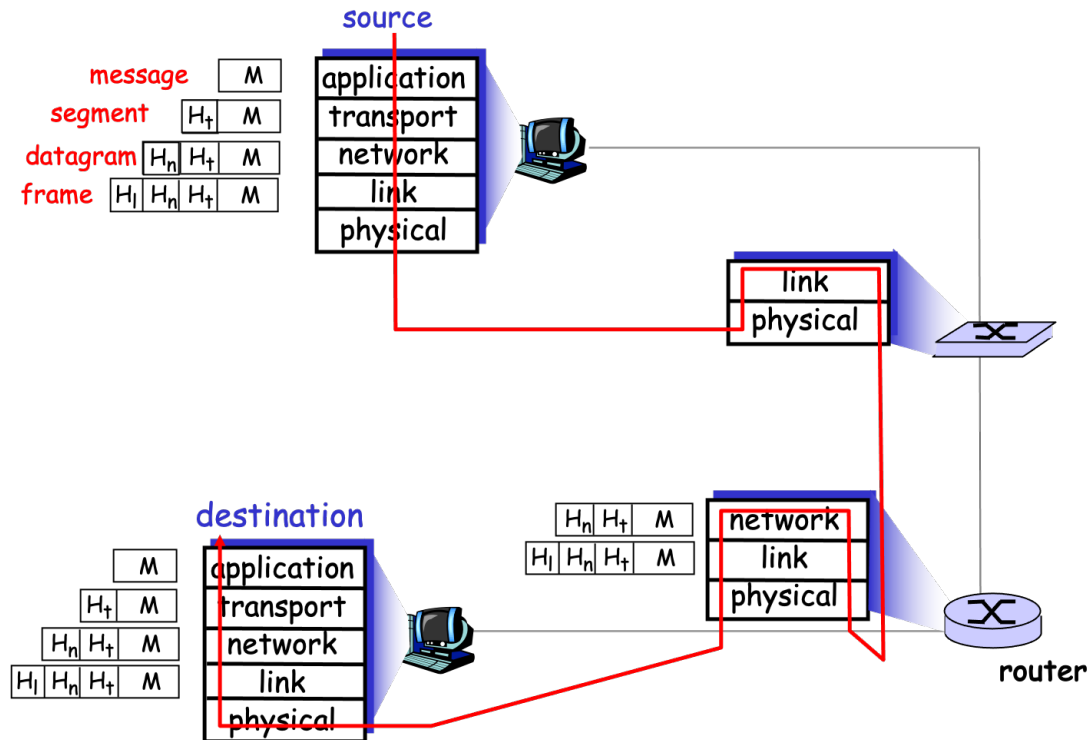 source
message M
segment Ht M
datagram Hn Ht M
frame Hl Hn Ht M
application
transport
network
link
physical
link
physical
Hn Ht M
Hl Hn Ht M
network
link
physical
router
destination
M
Ht M
Hn Ht M
Hl Hn Ht M
application
transport
network
link
physical